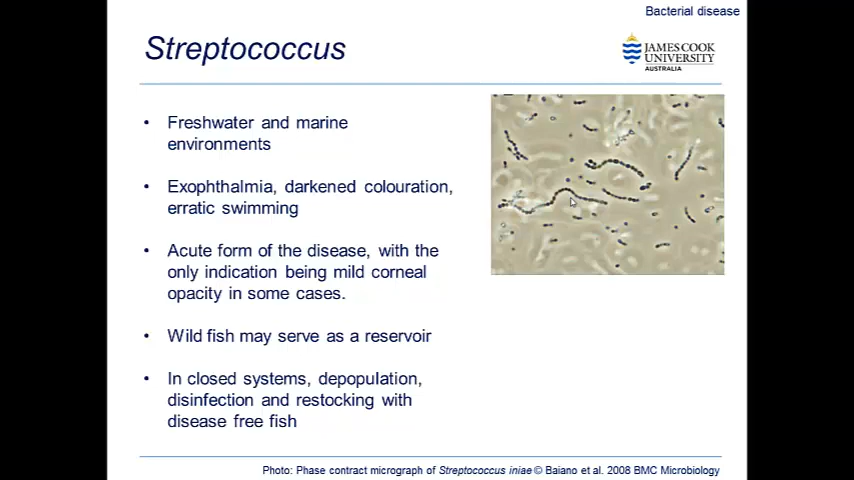 Bacterial disease
Streptococcus
JAMES COOK
UNIVERSITY
AUSTRALIA
• Freshwater and marine
environments
• Exophthalmia, darkened colouration,
erratic swimming
• Acute form of the disease, with the
only indication being mild corneal
opacity in some cases.
• Wild fish may serve as a reservoir
• In closed systems, depopulation,
disinfection and restocking with
disease free fish
Photo: Phase contract micrograph of Streptococcus iniae © Baiano et al. 2008 BMC Microbiology